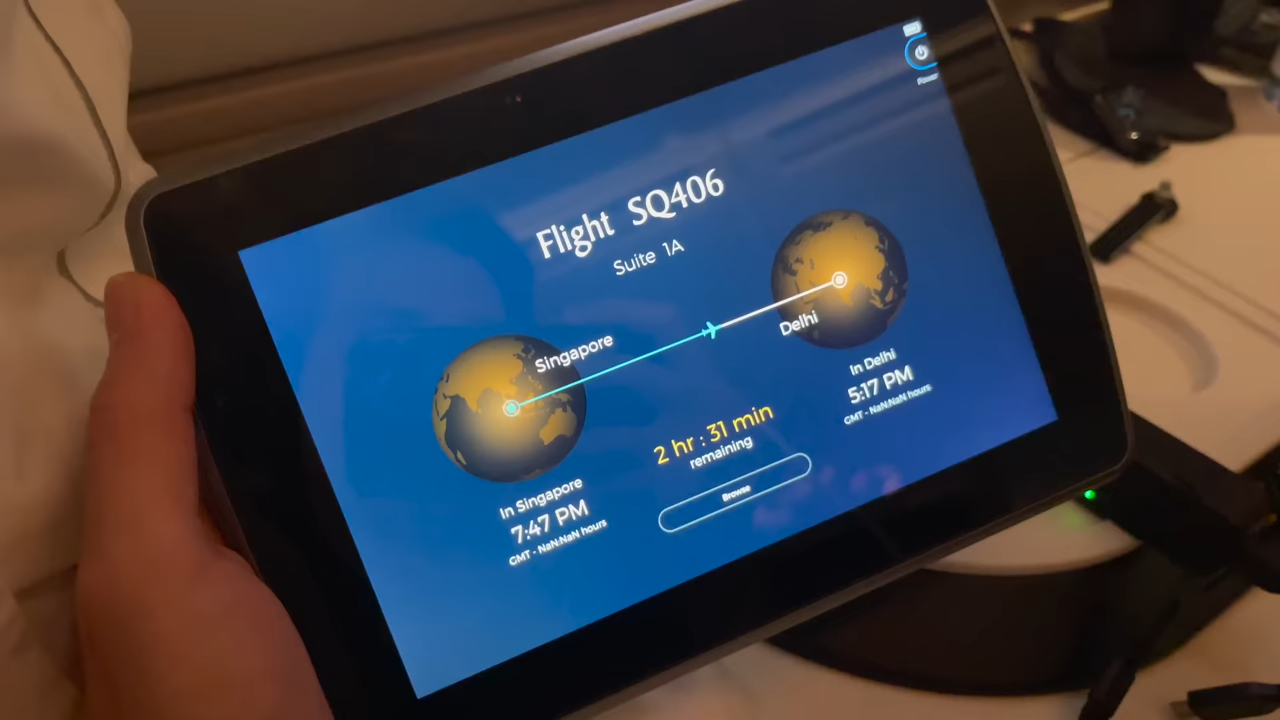 Power
Flight SQ406
Suite 1A
Singapore
Delhi
In Delhi
5:17 PM
GMT - NaN:NaN hours
2 hr : 31 min
remaining
Browse
In Singapore
7:47 PM
GMT - NaN:NaN hours